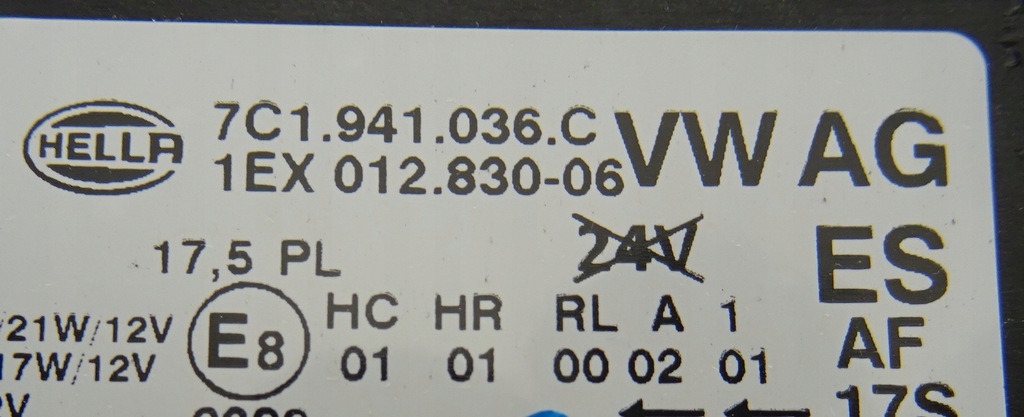 HELLA
7C1.941.036.C
1EX 012.830-06
VW AG
17,5 PL
24V
ES
HC HR RL A 1
/21W/12V
E8
AF
17W/12V
01 01 00 02 01
17S